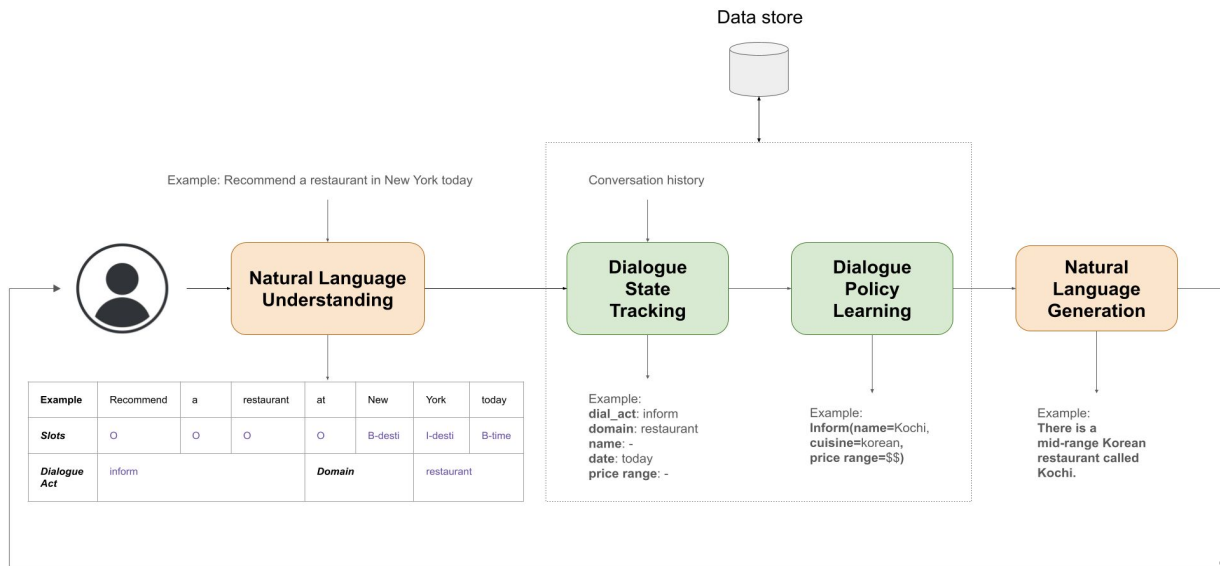 Data store
Example: Recommend a restaurant in New York today
Conversation history
Natural Language
Understanding
Dialogue
State
Tracking
Dialogue
Policy
Learning
Natural
Language
Generation
Example Recommend a restaurant at New York today
Slots O O O O B-desti I-desti B-time
Dialogue
Act inform Domain restaurant
Example:
dial_act: inform
domain: restaurant
name: -
date: today
price range: -
Example:
Inform(name=Kochi,
cuisine=korean,
price range=$$)
Example:
There is a
mid-range Korean
restaurant called
Kochi.